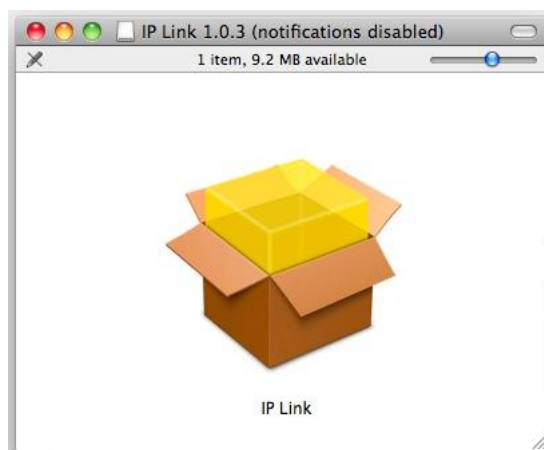 IP Link 1.0.3 (notifications disabled)
1 item, 9.2 MB available
IP Link